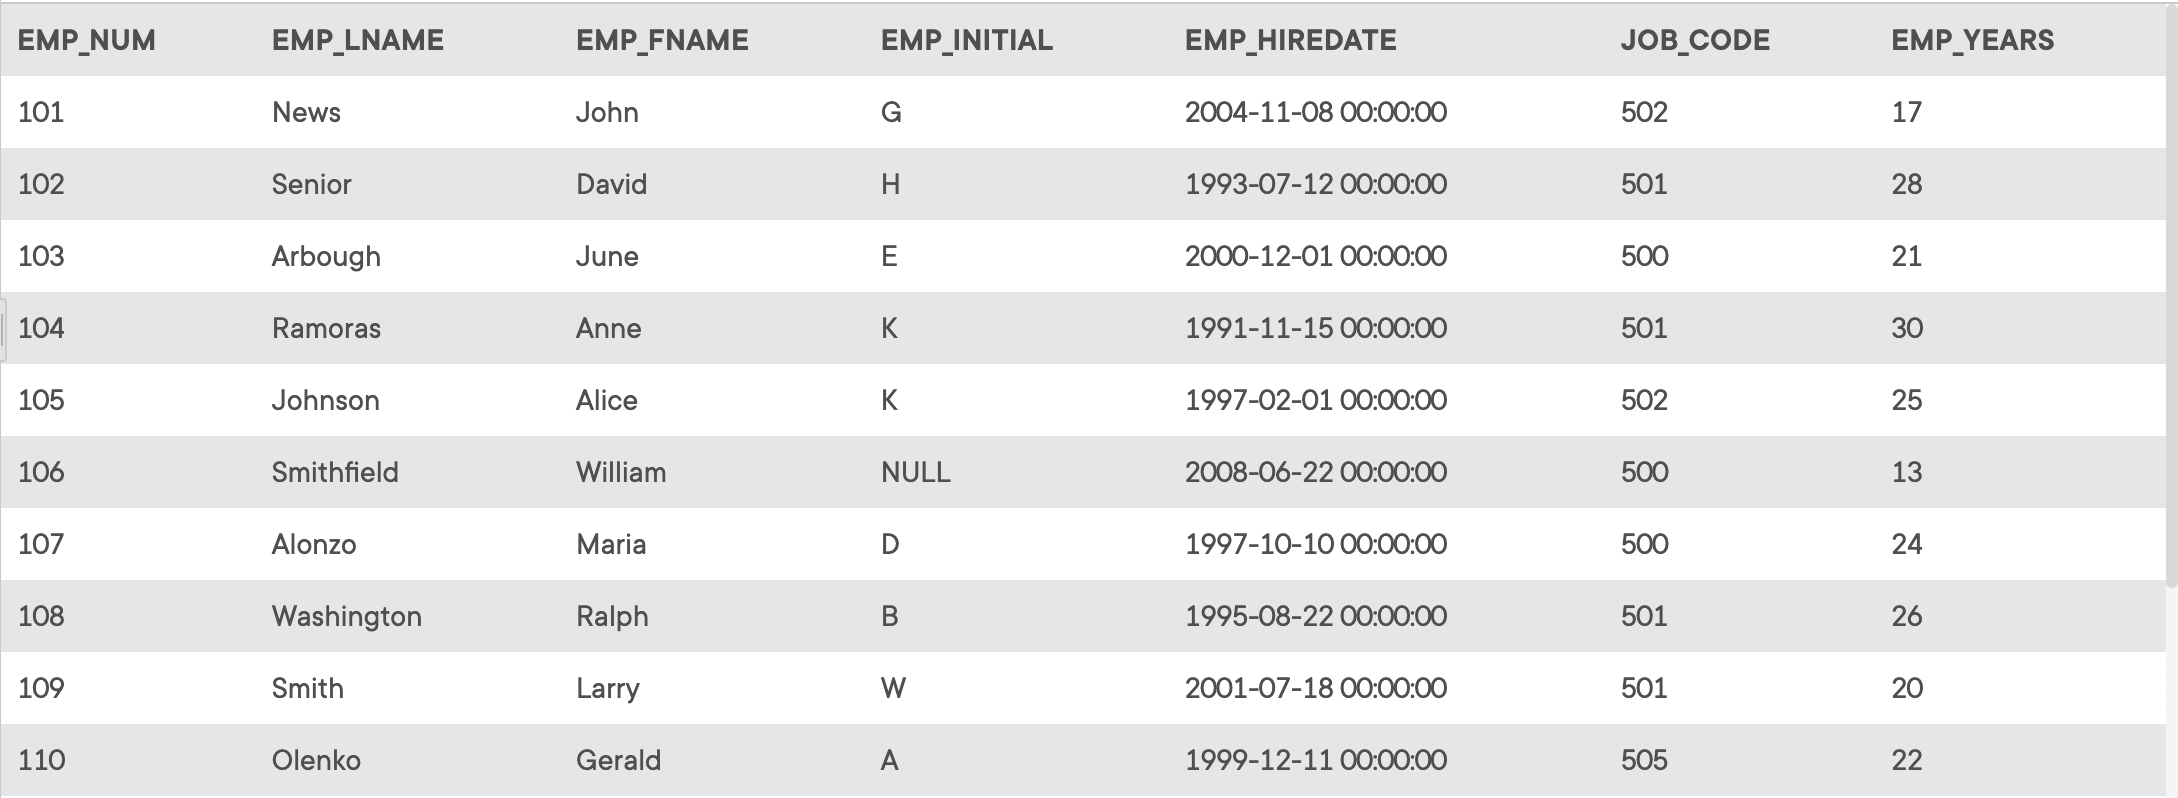 EMP_NUM EMP_LNAME EMP_FNAME EMP_INITIAL EMP_HIREDATE JOB_CODE EMP_YEARS
101 News John G 2004-11-08 00:00:00 502 17
102 Senior David H 1993-07-12 00:00:00 501 28
103 Arbough June E 2000-12-01 00:00:00 500 21
104 Ramoras Anne K 1991-11-15 00:00:00 501 30
105 Johnson Alice K 1997-02-01 00:00:00 502 25
106 Smithfield William NULL 2008-06-22 00:00:00 500 13
107 Alonzo Maria D 1997-10-10 00:00:00 500 24
108 Washington Ralph B 1995-08-22 00:00:00 501 26
109 Smith Larry W 2001-07-18 00:00:00 501 20
110 Olenko Gerald A 1999-12-11 00:00:00 505 22